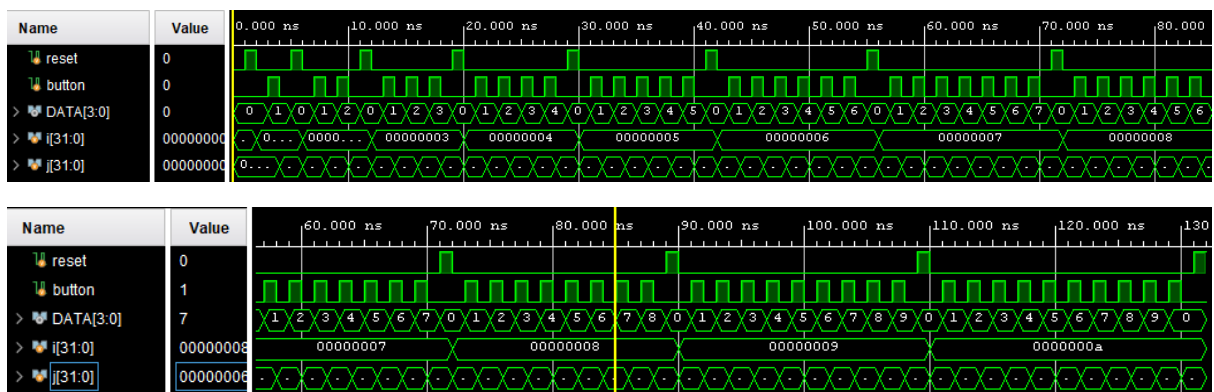 Name Value 0.000 ns 10.000 ns 20.000 ns 30.000 ns 40.000 ns 50.000 ns 60.000 ns 70.000 ns 80.000
reset 0
button 0
DATA[3:0] 0 0 1 0 1 2 0 1 2 3 0 1 2 3 4 0 1 2 3 4 5 0 1 2 3 4 5 6 0 1 2 3 4 5 6 7 0 1 2 3 4 5 6
i[31:0] 00000000 0... 0000... 00000003 00000004 00000005 00000006 00000007 00000008
j[31:0] 00000000 0...
Name Value 60.000 ns 70.000 ns 80.000 ns 90.000 ns 100.000 ns 110.000 ns 120.000 ns 130
reset 0
button 1
DATA[3:0] 7 1 2 3 4 5 6 7 0 1 2 3 4 5 6 7 8 0 1 2 3 4 5 6 7 8 9 0 1 2 3 4 5 6 7 8 9 0
i[31:0] 00000008 00000007 00000008 00000009 0000000a
j[31:0] 00000006